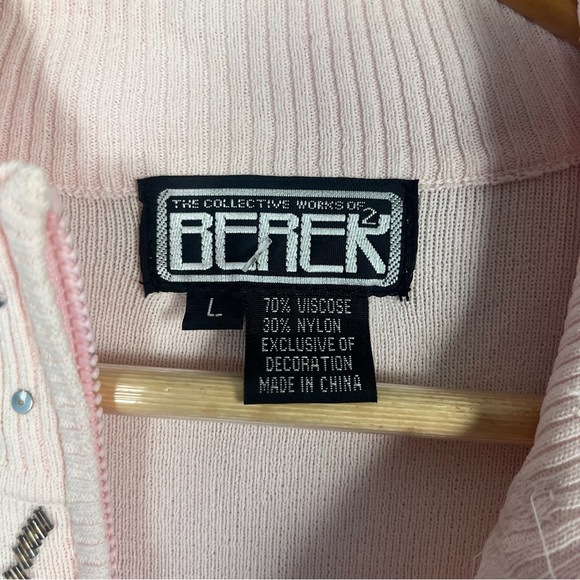 THE COLLECTIVE WORKS OF
BEREK 2
L
70% VISCOSE
30% NYLON
EXCLUSIVE OF
DECORATION
MADE IN CHINA